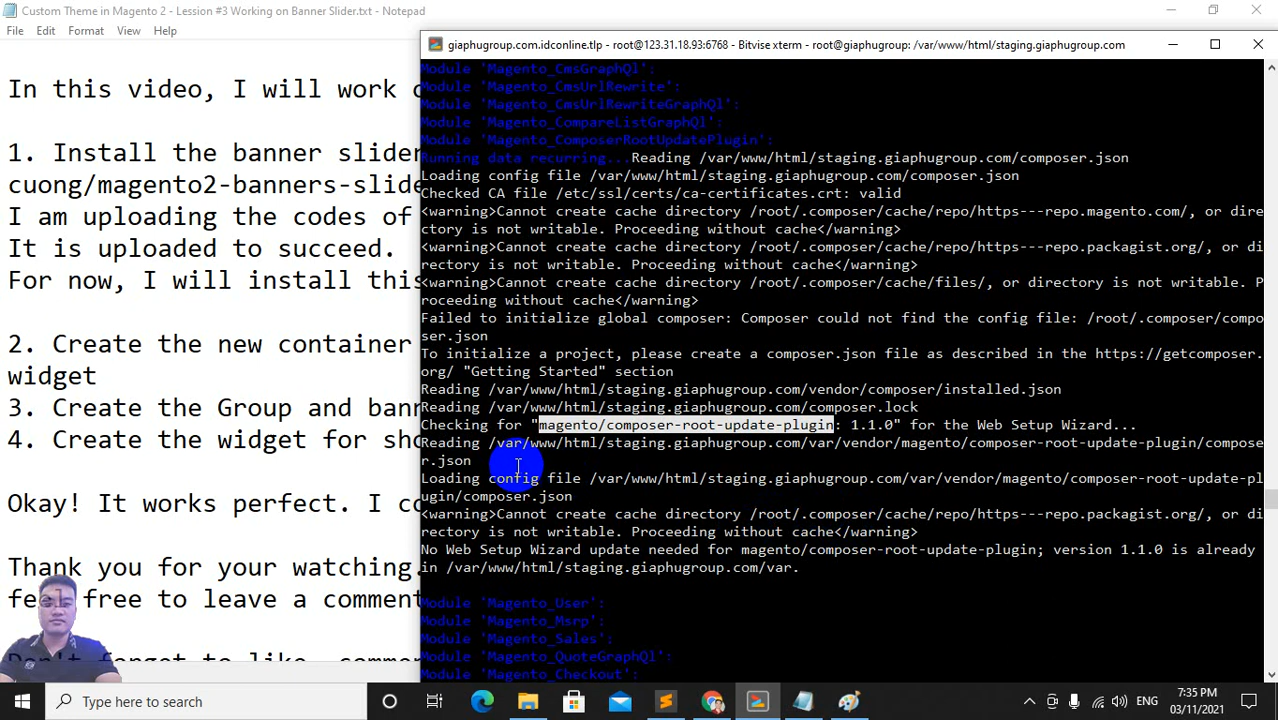 Custom Theme in Magento 2 - Lession #3 Working on Banner Slider.txt - Notepad
File Edit Format View Help
In this video, I will work
1. Install the banner slider
cuong/magento2-banners-slide
I am uploading the codes of
It is uploaded to succeed.
For now, I will install this
2. Create the new container
widget
3. Create the Group and bann
4. Create the widget for sho
Okay! It works perfect. I co
Thank you for your watching.
free to leave a comment
giaphugroup.com.idconline.tlp - root@123.31.18.93:6768 - Bitvise xterm - root@giaphugroup: /var/www/html/staging.giaphugroup.com
Module 'Magento_CmsGraphQl':
Module 'Magento_CmsUrlRewrite':
Module 'Magento_CmsUrlRewriteGraphQl':
Module 'Magento_CompareListGraphQl':
Module 'Magento_ComposerRootUpdatePlugin':
Running data recurring...Reading /var/www/html/staging.giaphugroup.com/composer.json
Loading config file /var/www/html/staging.giaphugroup.com/composer.json
Checked CA file /etc/ssl/certs/ca-certificates.crt: valid
<warning>Cannot create cache directory /root/.composer/cache/repo/https---repo.magento.com/, or dire
ctory is not writable. Proceeding without cache</warning>
<warning>Cannot create cache directory /root/.composer/cache/repo/https---repo.packagist.org/, or di
rectory is not writable. Proceeding without cache</warning>
<warning>Cannot create cache directory /root/.composer/cache/files/, or directory is not writable. P
roceeding without cache</warning>
Failed to initialize global composer: Composer could not find the config file: /root/.composer/compo
ser.json
To initialize a project, please create a composer.json file as described in the https://getcomposer.
org/ "Getting Started" section
Reading /var/www/html/staging.giaphugroup.com/vendor/composer/installed.json
Reading /var/www/html/staging.giaphugroup.com/composer.lock
Checking for "magento/composer-root-update-plugin: 1.1.0" for the Web Setup Wizard...
Reading /var/www/html/staging.giaphugroup.com/var/vendor/magento/composer-root-update-plugin/compose
r.json
Loading config file /var/www/html/staging.giaphugroup.com/var/vendor/magento/composer-root-update-pl
ugin/composer.json
<warning>Cannot create cache directory /root/.composer/cache/repo/https---repo.packagist.org/, or di
rectory is not writable. Proceeding without cache</warning>
No Web Setup Wizard update needed for magento/composer-root-update-plugin; version 1.1.0 is already
in /var/www/html/staging.giaphugroup.com/var.
Module 'Magento_User':
Module 'Magento_Msrp':
Module 'Magento_Sales':
Module 'Magento_QuoteGraphQl':
Module 'Magento_Checkout':
Type here to search
ENG
7:35 PM
03/11/2021